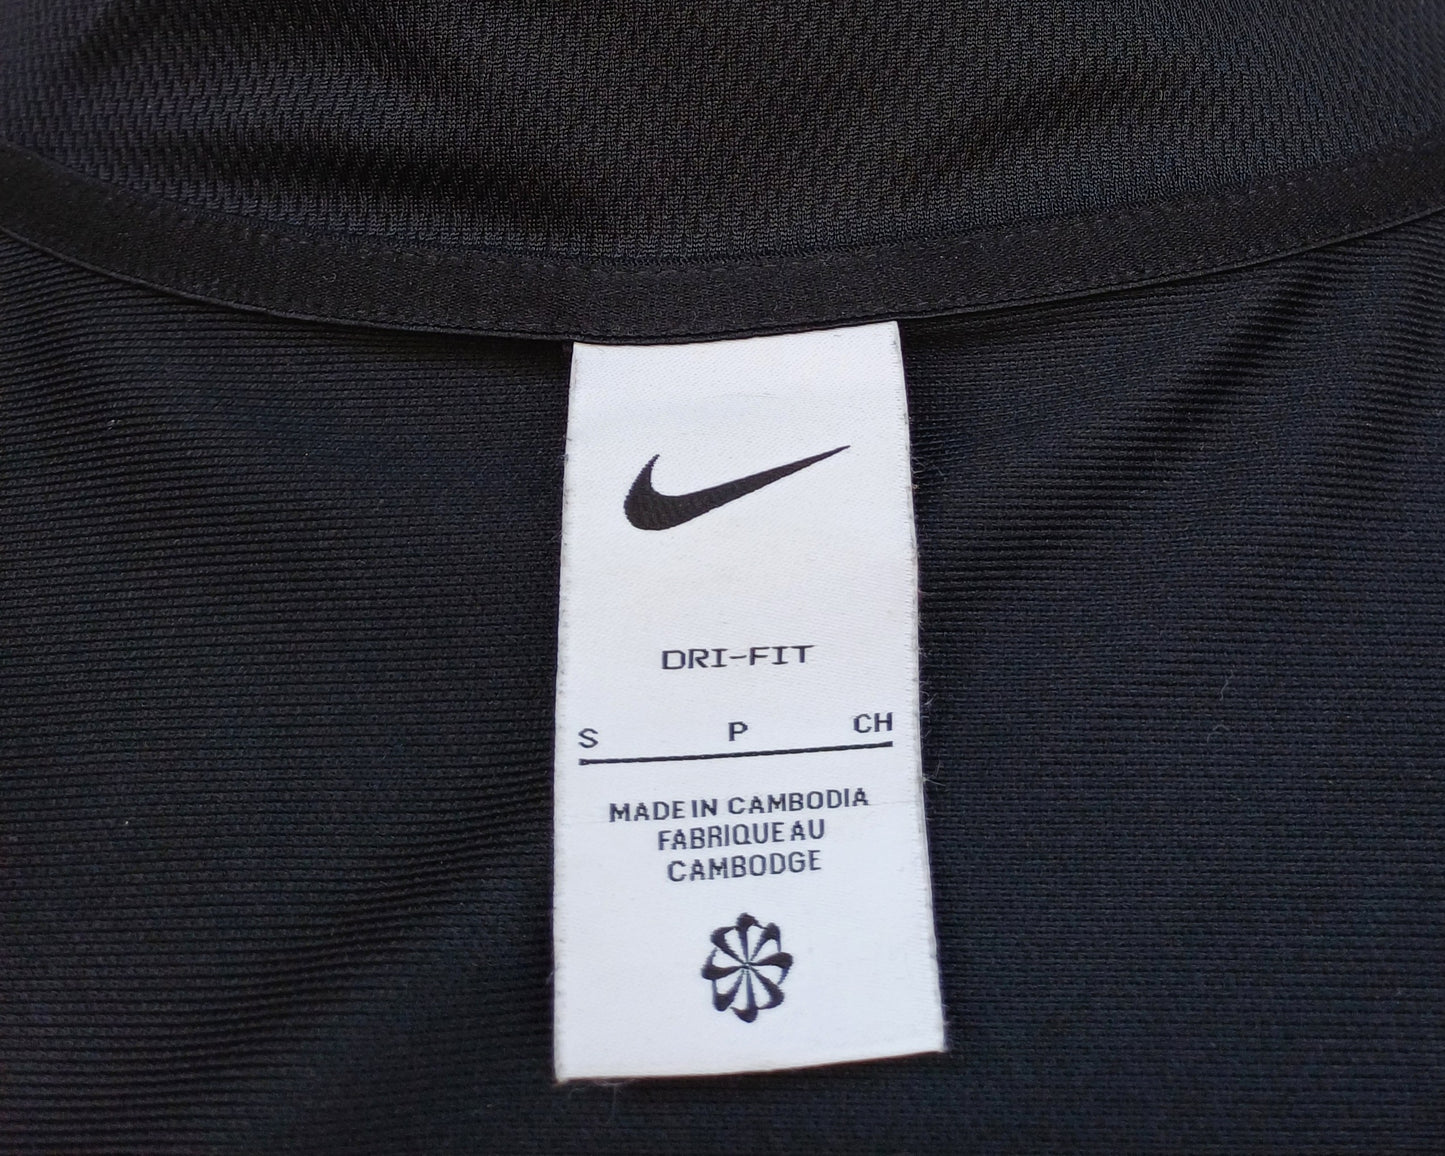 DRI-FIT
S P CH
MADE IN CAMBODIA
FABRIQUE AU
CAMBODGE